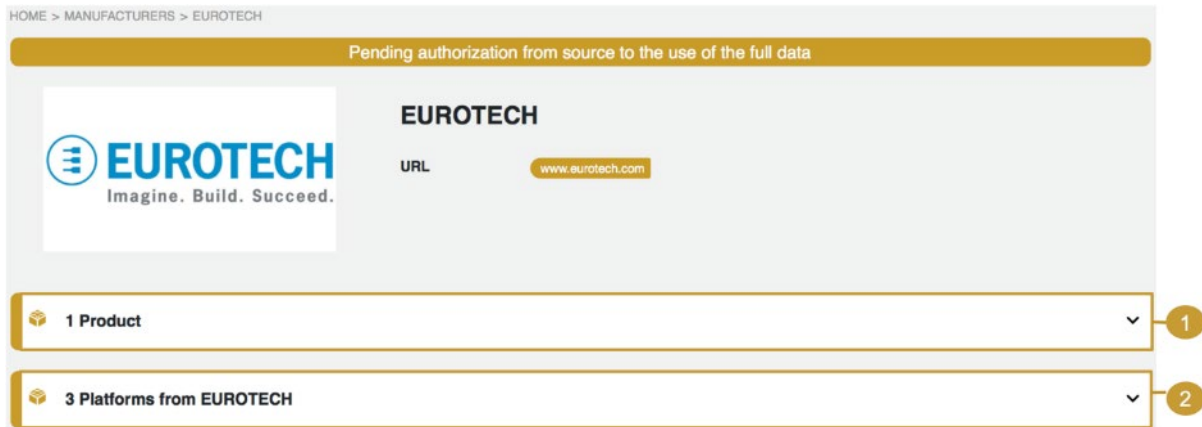 HOME > MANUFACTURERS > EUROTECH
Pending authorization from source to the use of the full data
EUROTECH
Imagine. Build. Succeed.
EUROTECH
URL www.eurotech.com
1 Product
1
3 Platforms from EUROTECH
2